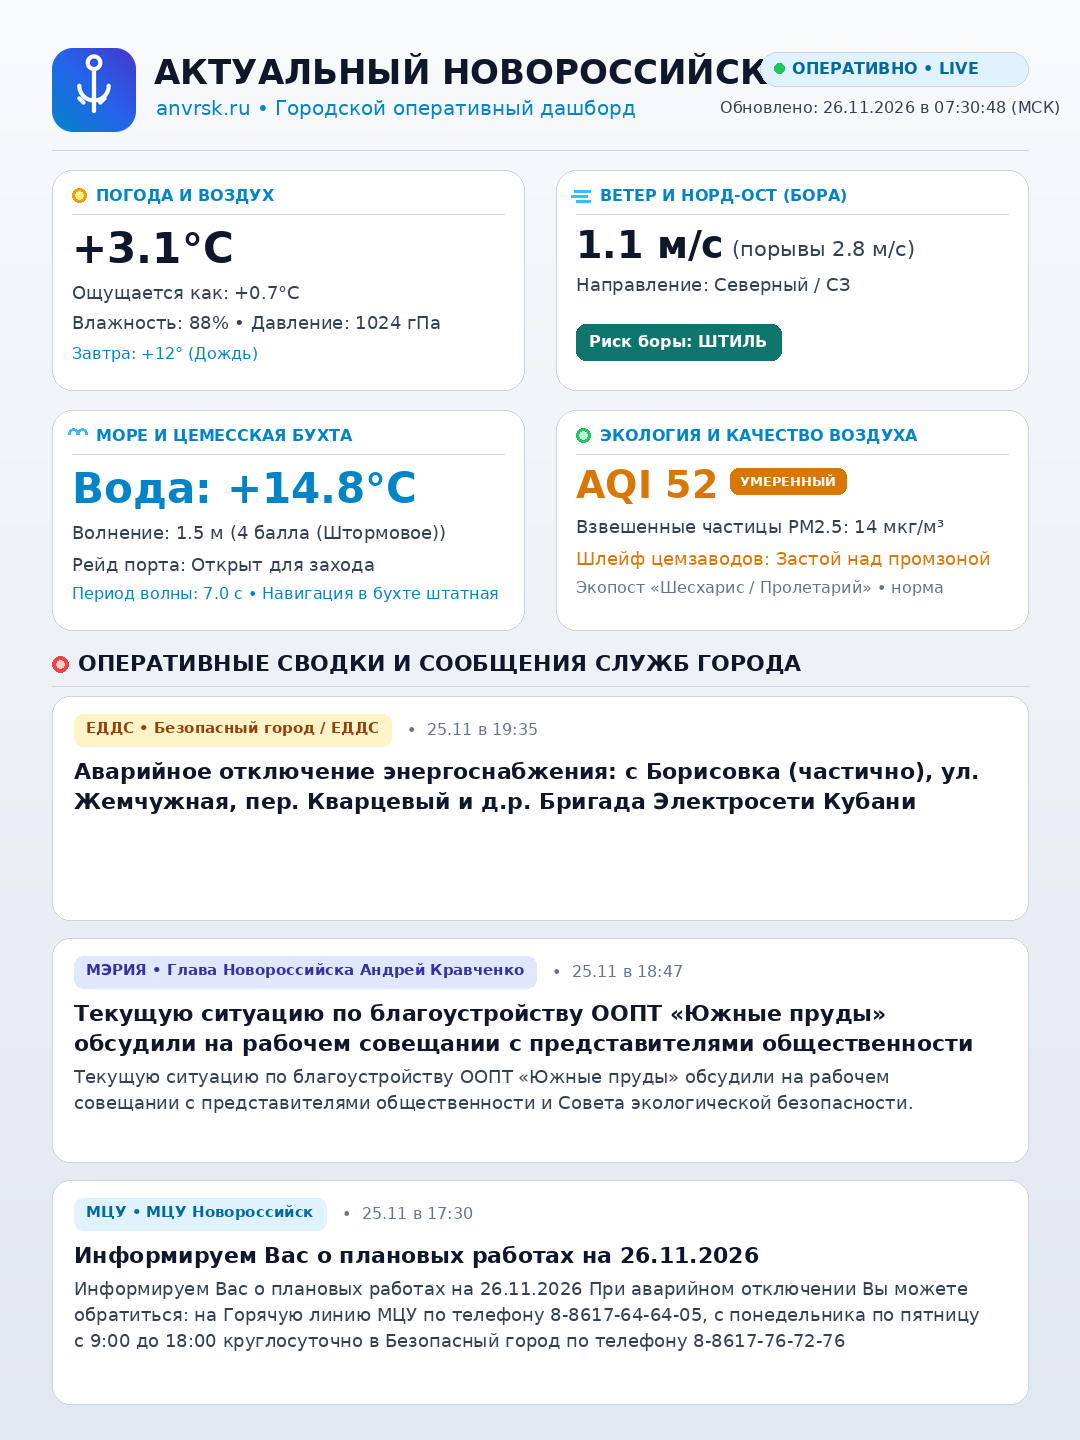 АКТУАЛЬНЫЙ НОВОРОССИЙСК
ОПЕРАТИВНО • LIVE
anvrsk.ru • Городской оперативный дашборд
Обновлено: 26.11.2026 в 07:30:48 (МСК)
ПОГОДА И ВОЗДУХ
+3.1°C
Ощущается как: +0.7°C
Влажность: 88% • Давление: 1024 гПа
Завтра: +12° (Дождь)
ВЕТЕР И НОРД-ОСТ (БОРА)
1.1 м/с (порывы 2.8 м/с)
Направление: Северный / СЗ
Риск боры: ШТИЛЬ
МОРЕ И ЦЕМЕССКАЯ БУХТА
Вода: +14.8°C
Волнение: 1.5 м (4 балла (Штормовое))
Рейд порта: Открыт для захода
Период волны: 7.0 с • Навигация в бухте штатная
ЭКОЛОГИЯ И КАЧЕСТВО ВОЗДУХА
AQI 52 УМЕРЕННЫЙ
Взвешенные частицы PM2.5: 14 мкг/м³
Шлейф цемзаводов: Застой над промзоной
Экопост «Шесхарис / Пролетарий» • норма
ОПЕРАТИВНЫЕ СВОДКИ И СООБЩЕНИЯ СЛУЖБ ГОРОДА
ЕДДС • Безопасный город / ЕДДС • 25.11 в 19:35
Аварийное отключение энергоснабжения: с Борисовка (частично), ул.
Жемчужная, пер. Кварцевый и д.р. Бригада Электросети Кубани
МЭРИЯ • Глава Новороссийска Андрей Кравченко • 25.11 в 18:47
Текущую ситуацию по благоустройству ООПТ «Южные пруды»
обсудили на рабочем совещании с представителями общественности
Текущую ситуацию по благоустройству ООПТ «Южные пруды» обсудили на рабочем
совещании с представителями общественности и Совета экологической безопасности.
МЦУ • МЦУ Новороссийск • 25.11 в 17:30
Информируем Вас о плановых работах на 26.11.2026
Информируем Вас о плановых работах на 26.11.2026 При аварийном отключении Вы можете
обратиться: на Горячую линию МЦУ по телефону 8-8617-64-64-05, с понедельника по пятницу
с 9:00 до 18:00 круглосуточно в Безопасный город по телефону 8-8617-76-72-76